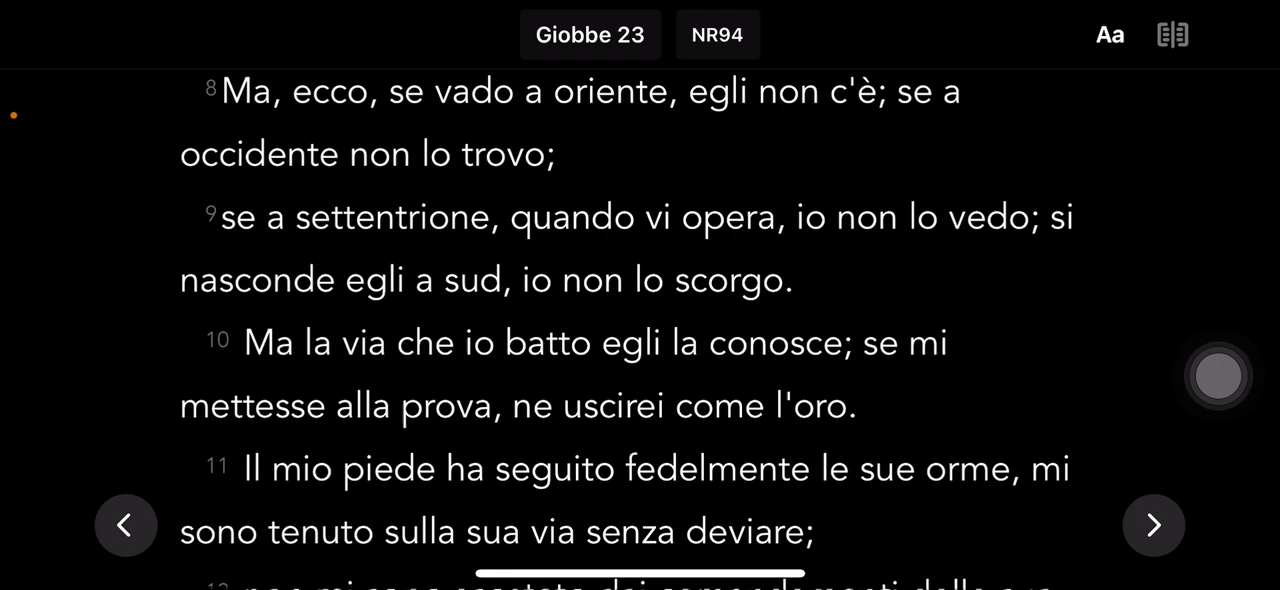 Giobbe 23 NR94 Aa
8 Ma, ecco, se vado a oriente, egli non c'è; se a
occidente non lo trovo;
9 se a settentrione, quando vi opera, io non lo vedo; si
nasconde egli a sud, io non lo scorgo.
10 Ma la via che io batto egli la conosce; se mi
mettesse alla prova, ne uscirei come l'oro.
11 Il mio piede ha seguito fedelmente le sue orme, mi
sono tenuto sulla sua via senza deviare;